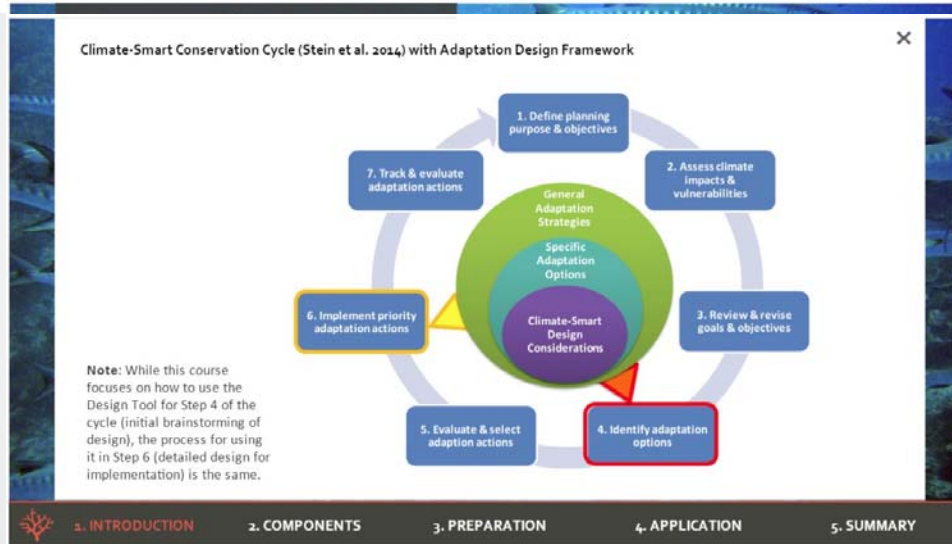 Climate-Smart Conservation Cycle (Stein et al. 2014) with Adaptation Design Framework
×
1. Define planning
purpose & objectives
2. Assess climate
impacts &
vulnerabilities
3. Review & revise
goals & objectives
4. Identify adaptation
options
5. Evaluate & select
adaption actions
6. Implement priority
adaptation actions
7. Track & evaluate
adaptation actions
General
Adaptation
Strategies
Specific
Adaptation
Options
Climate-Smart
Design
Considerations
Note: While this course
focuses on how to use the
Design Tool for Step 4 of the
cycle (initial brainstorming of
design), the process for using
it in Step 6 (detailed design for
implementation) is the same.
1. INTRODUCTION
2. COMPONENTS
3. PREPARATION
4. APPLICATION
5. SUMMARY